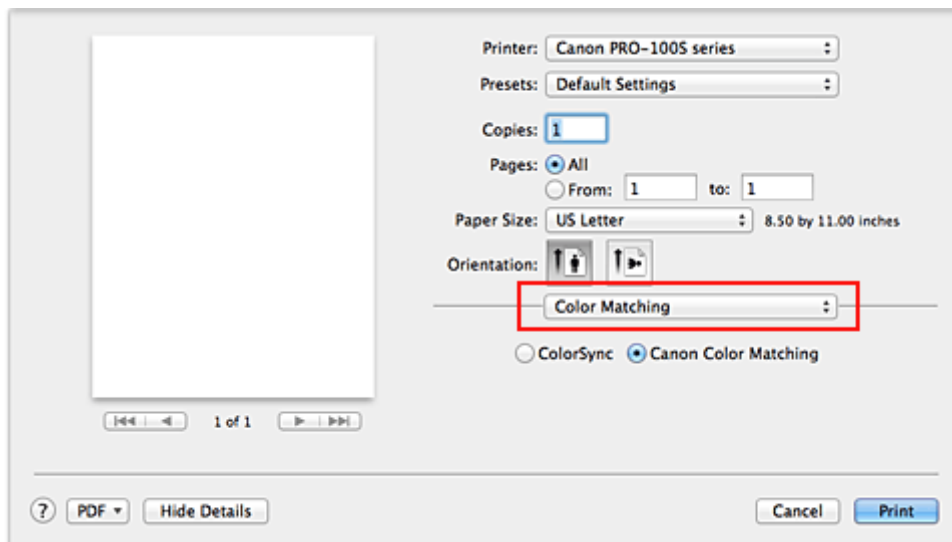 Printer: Canon PRO-100S series
Presets: Default Settings
Copies: 1
Pages: All
From: 1 to: 1
Paper Size: US Letter 8.50 by 11.00 inches
Orientation:
Color Matching
ColorSync Canon Color Matching
1 of 1
? PDF Hide Details Cancel Print